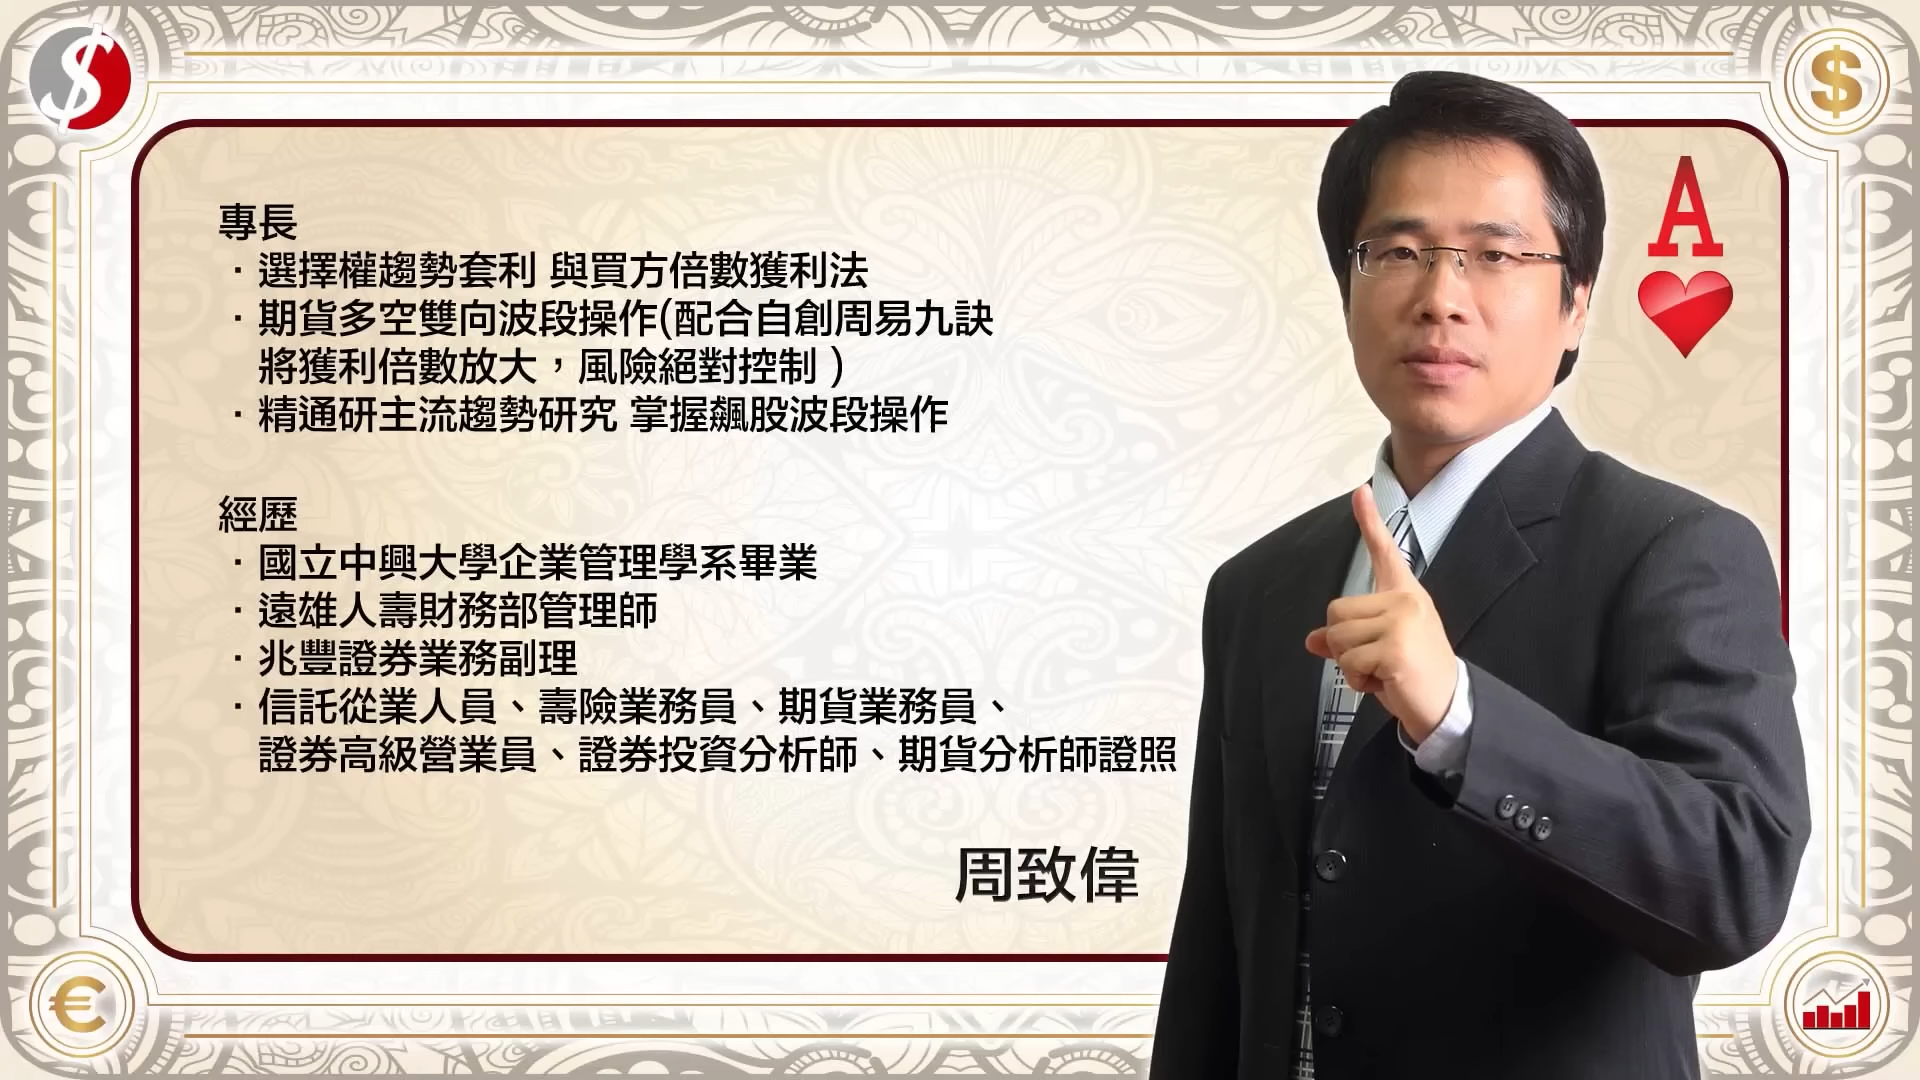 專長
·選擇權趨勢套利 與買方倍數獲利法
·期貨多空雙向波段操作(配合自創周易九訣
將獲利倍數放大，風險絕對控制 )
·精通研主流趨勢研究 掌握飆股波段操作
經歷
·國立中興大學企業管理學系畢業
·遠雄人壽財務部管理師
·兆豐證券業務副理
·信託從業人員、壽險業務員、期貨業務員、
證券高級營業員、證券投資分析師、期貨分析師證照
周致偉
A
$
$
€